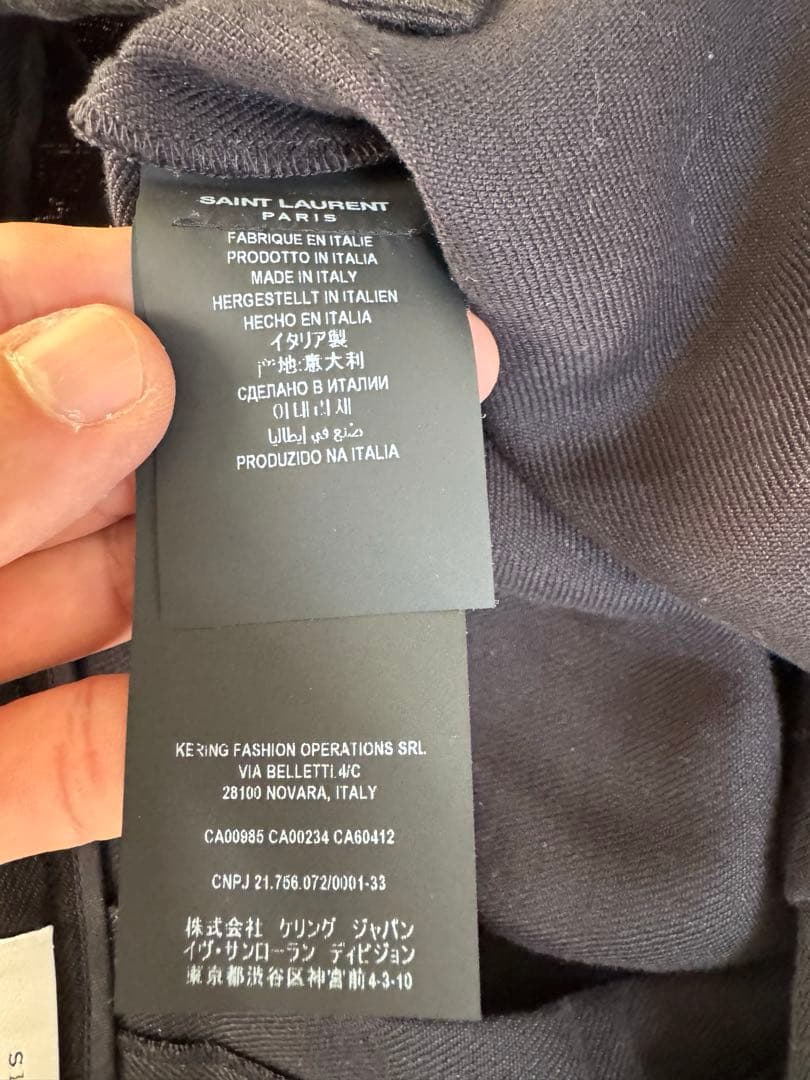 SAINT LAURENT
PARIS
FABRIQUE EN ITALIE
PRODOTTO IN ITALIA
MADE IN ITALY
HERGESTELLT IN ITALIEN
HECHO EN ITALIA
イタリア製
产地:意大利
СДЕЛАНО В ИТАЛИИ
صنع في إيطاليا
PRODUZIDO NA ITALIA
KERING FASHION OPERATIONS SRL
VIA BELLETTI 4/C
28100 NOVARA, ITALY
CA00985 CA00234 CA60412
CNPJ 21.756.072/0001-33
株式会社 ケリング ジャパン
イヴ・サンローラン ディビジョン
東京都渋谷区神宮前4-3-10